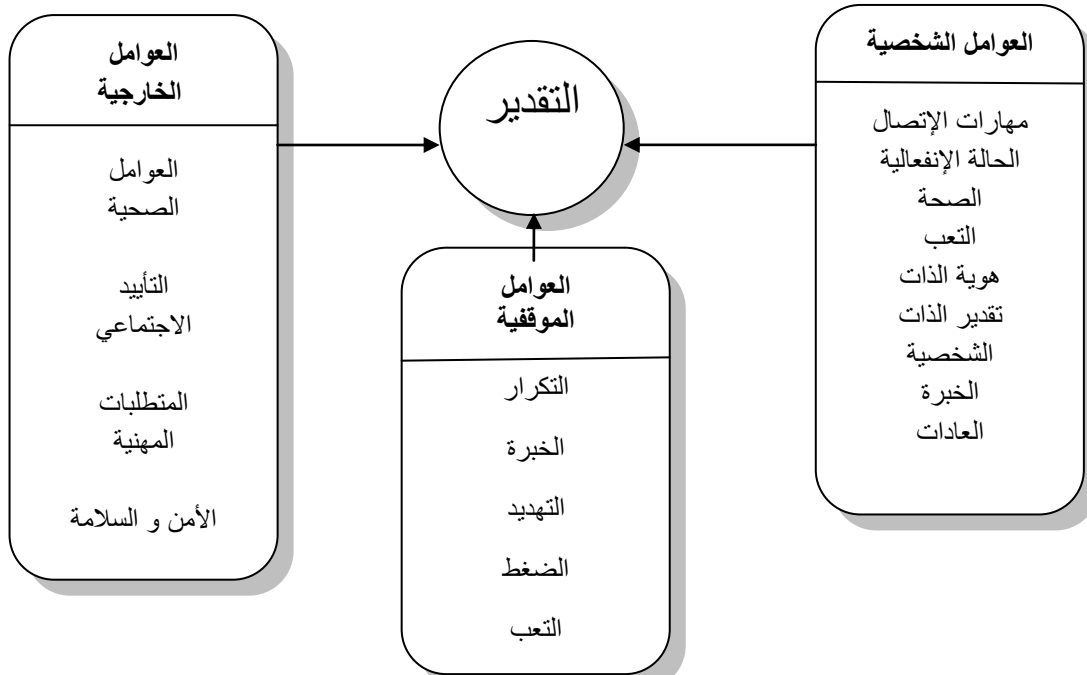 العوامل الشخصية
مهارات الإتصال
الحالة الإنفعالية
الصحة
التعب
هوية الذات
تقدير الذات
الشخصية
الخبرة
العادات
التقدير
العوامل
الموقفية
التكرار
الخبرة
التهديد
الضغط
التعب
العوامل
الخارجية
العوامل
الصحية
التأييد
الاجتماعي
المتطلبات
المهنية
الأمن و السلامة